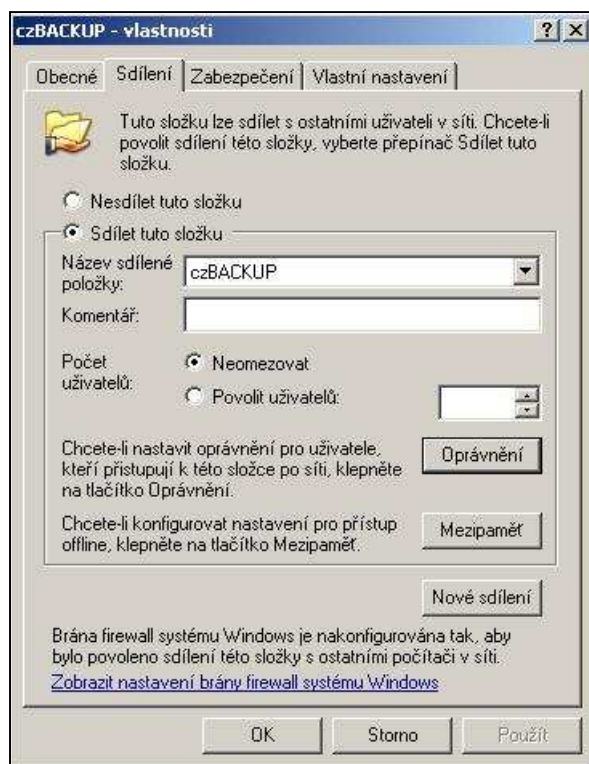 czBACKUP - vlastnosti
Obecné Sdílení Zabezpečení Vlastní nastavení
Tuto složku lze sdílet s ostatními uživateli v síti. Chcete-li
povolit sdílení této složky, vyberte přepínač Sdílet tuto
složku.
Nesdílet tuto složku
Sdílet tuto složku
Název sdílené
položky:
czBACKUP
Komentář:
Počet
uživatelů:
Neomezovat
Povolit uživatelů:
Chcete-li nastavit oprávnění pro uživatele,
kteří přistupují k této složce po síti, klepněte
na tlačítko Oprávnění.
Oprávnění
Chcete-li konfigurovat nastavení pro přístup
offline, klepněte na tlačítko Mezipaměť.
Mezipaměť
Nové sdílení
Brána firewall systému Windows je nakonfigurována tak, aby
bylo povoleno sdílení této složky s ostatními počítači v síti.
Zobrazit nastavení brány firewall systému Windows
OK Storno Použít